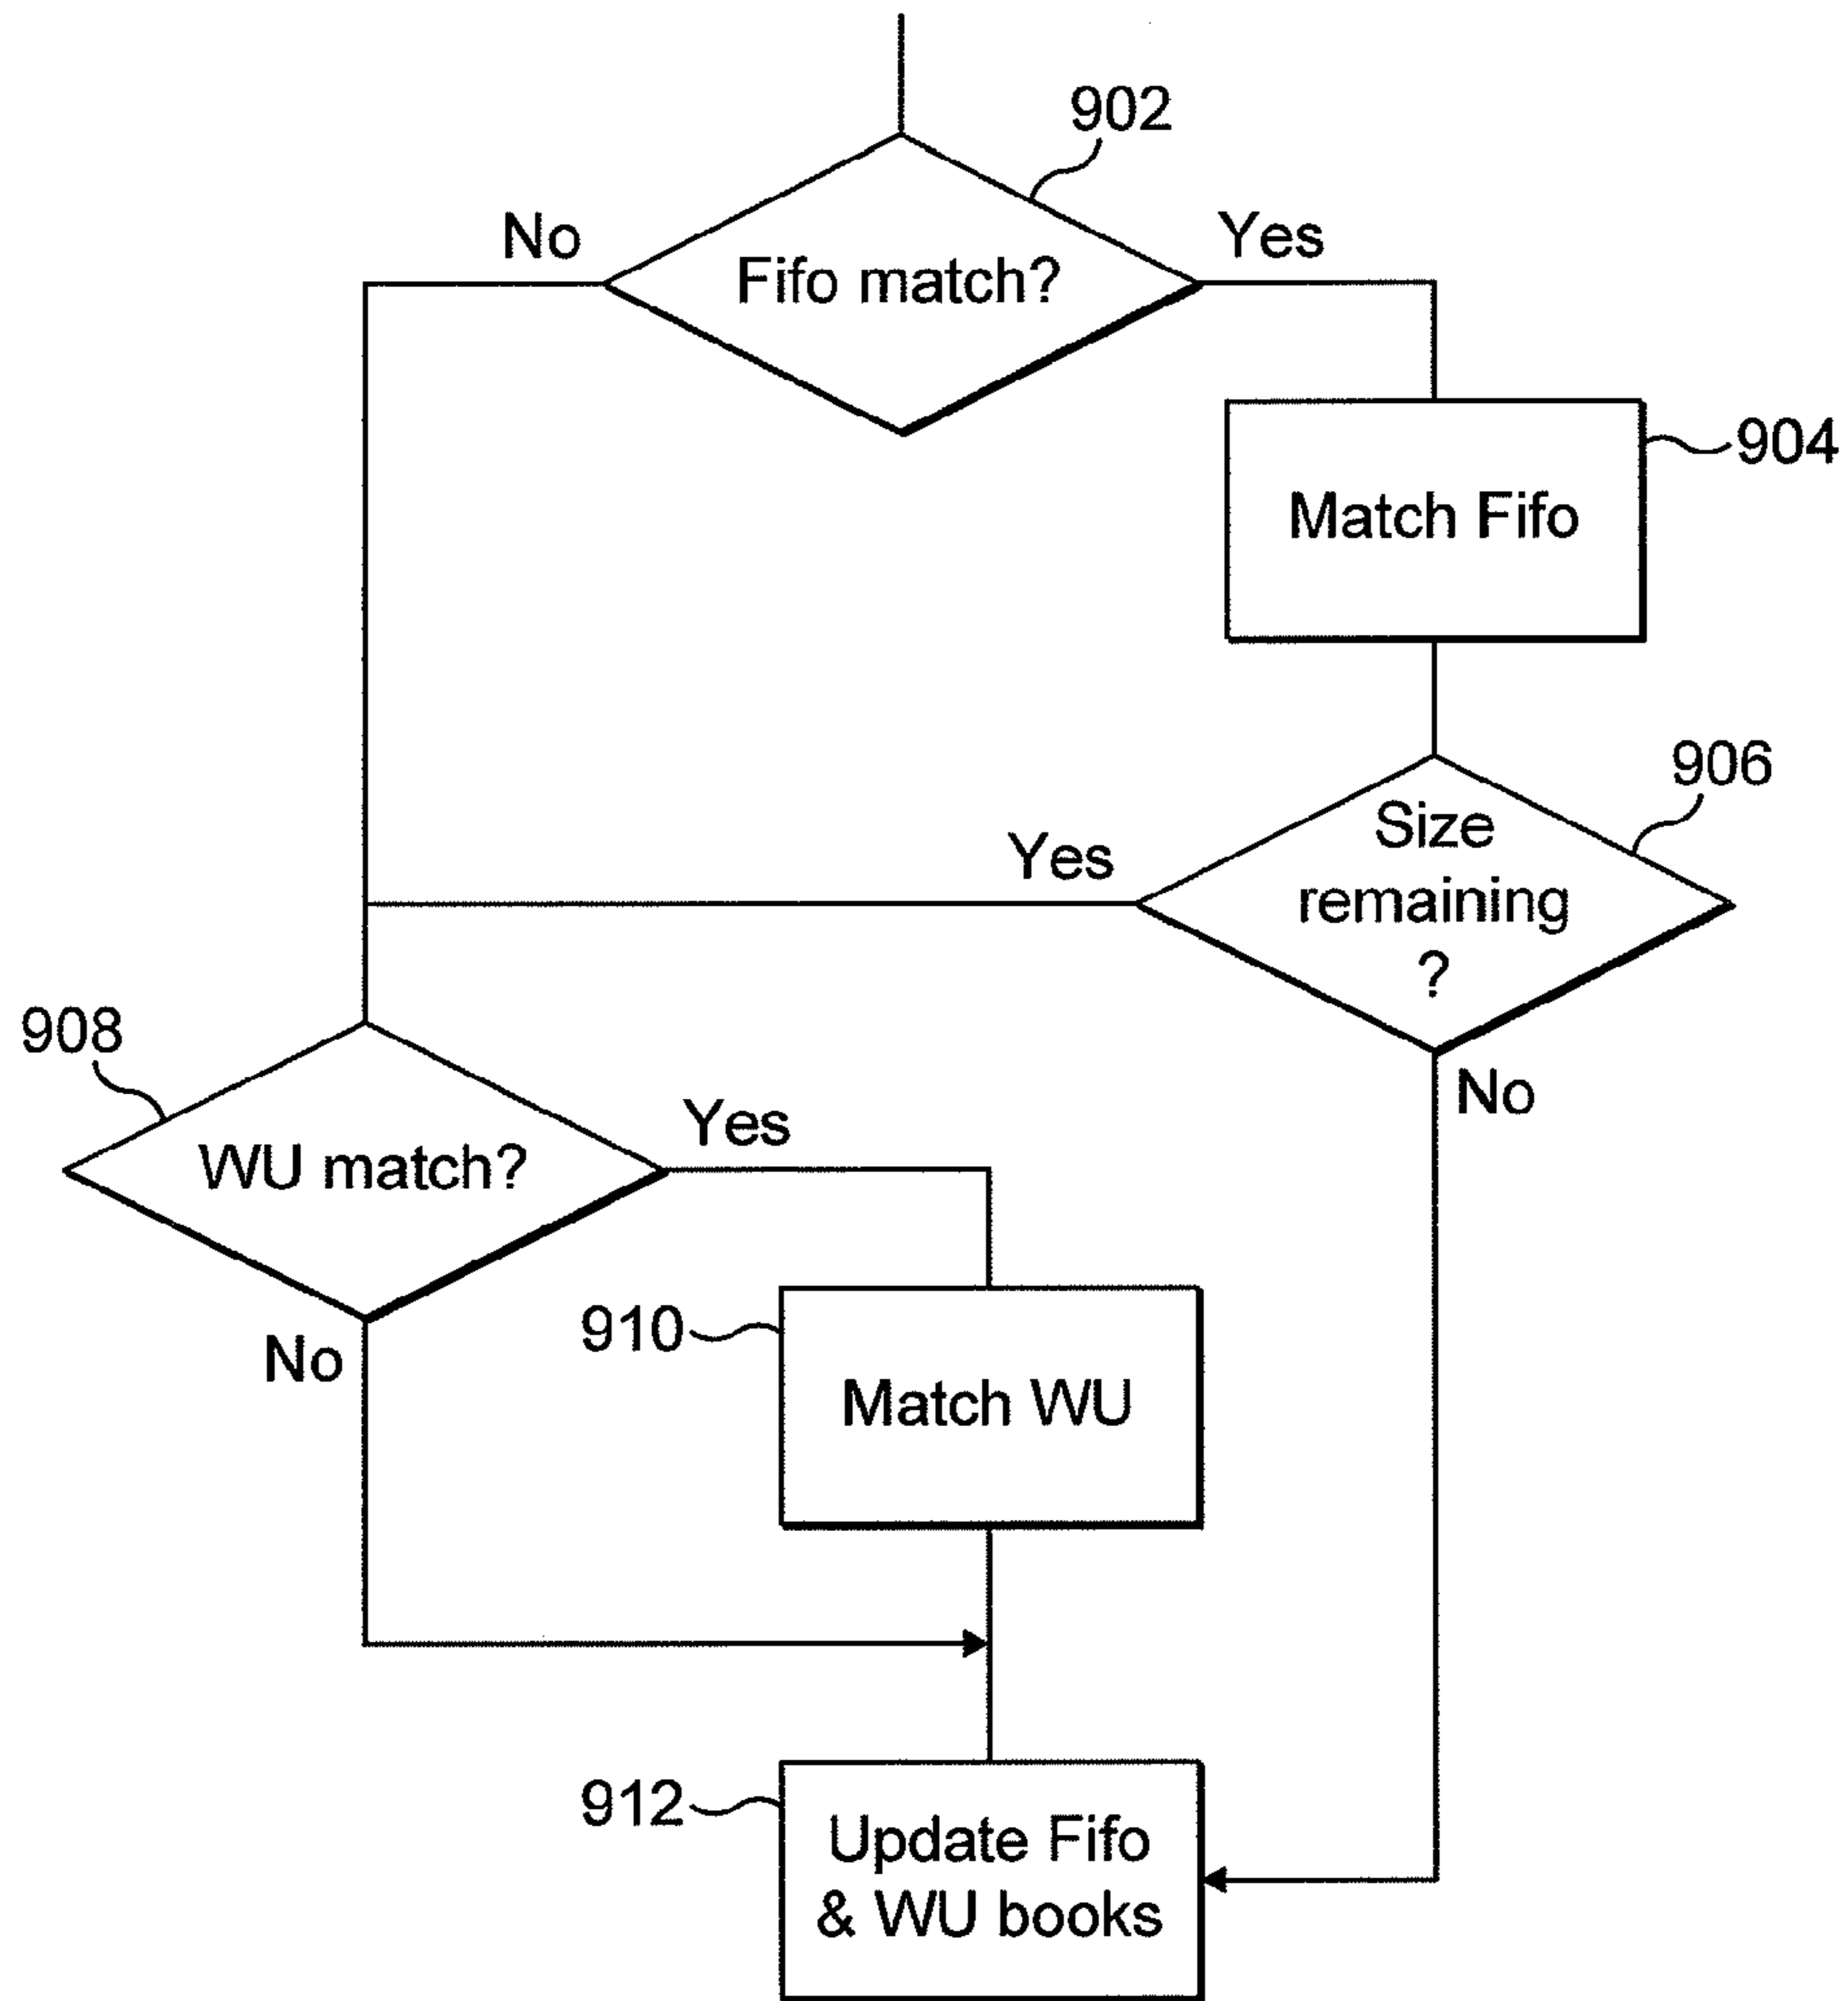 902
No
Yes
Fifo match?
904
Match Fifo
906
Size
remaining
?
Yes
No
908
WU match?
Yes
No
910
Match WU
912
Update Fifo
& WU books